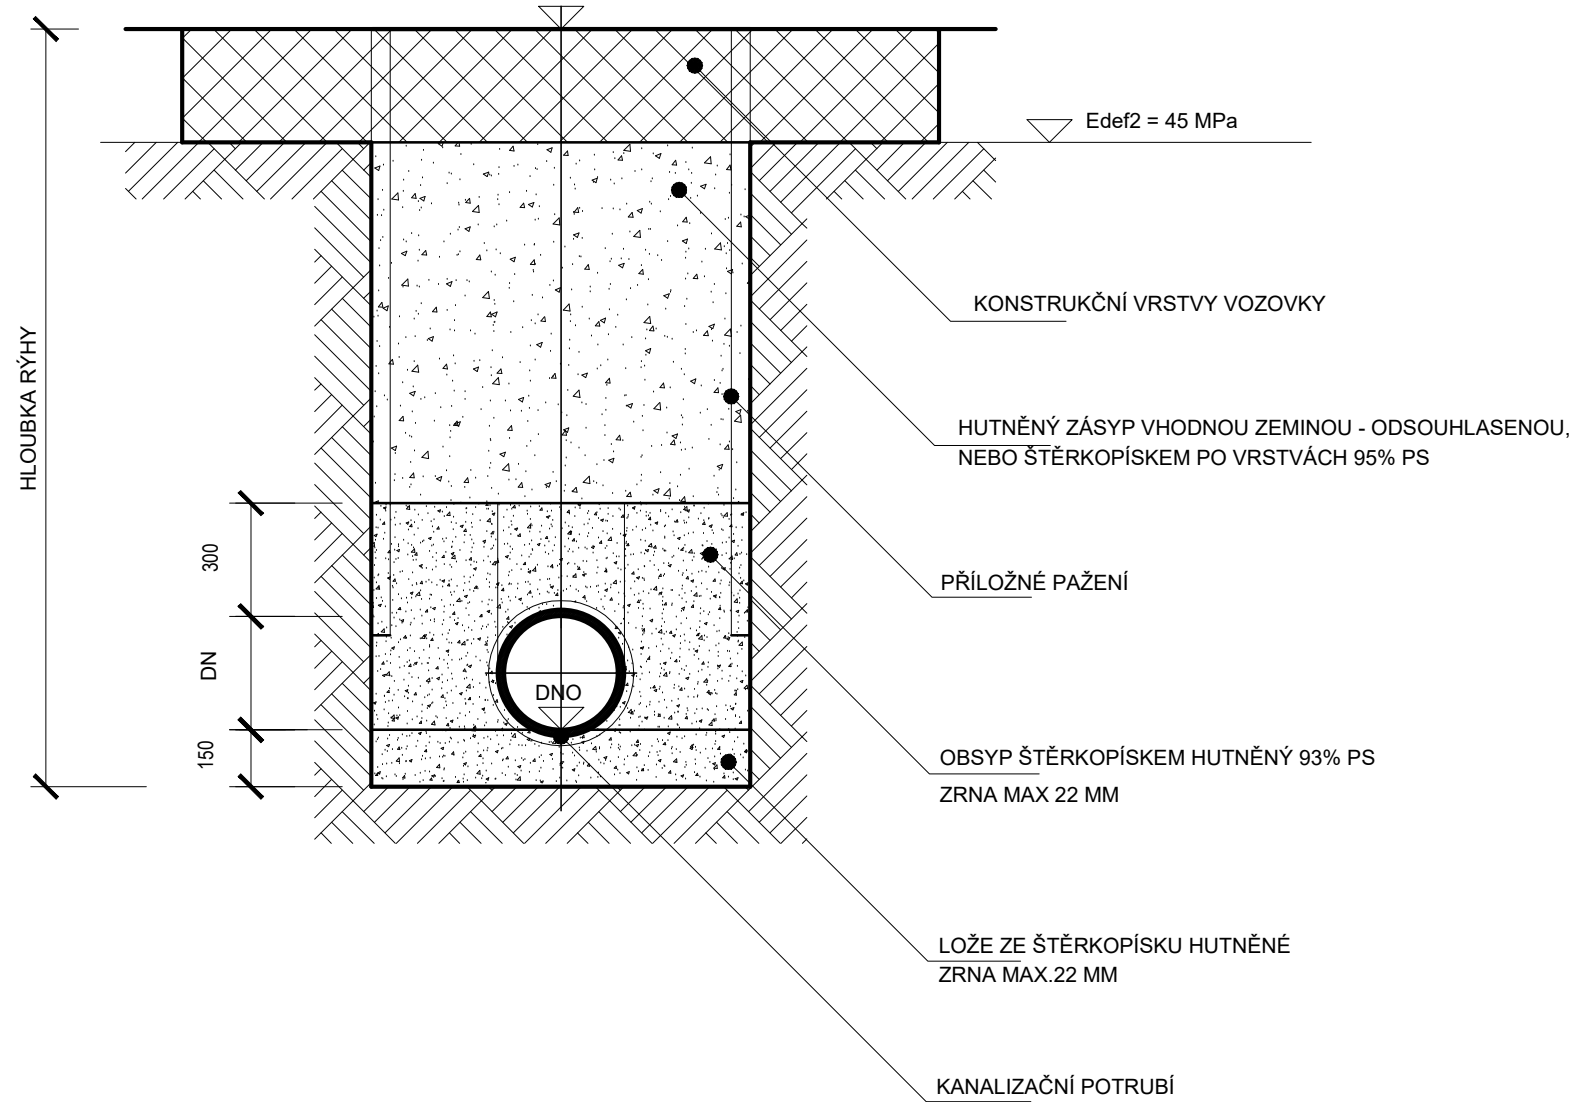 Edef2 = 45 MPa
KONSTRUKČNÍ VRSTVY VOZOVKY
HLOUBKA RÝHY
HUTNĚNÝ ZÁSYP VHODNOU ZEMINOU - ODSOUHLASENOU,
NEBO ŠTĚRKOPÍSKEM PO VRSTVÁCH 95% PS
300
PŘÍLOŽNÉ PAŽENÍ
DN
DNO
150
OBSYP ŠTĚRKOPÍSKEM HUTNĚNÝ 93% PS
ZRNA MAX 22 MM
LOŽE ZE ŠTĚRKOPÍSKU HUTNĚNÉ
ZRNA MAX.22 MM
KANALIZAČNÍ POTRUBÍ